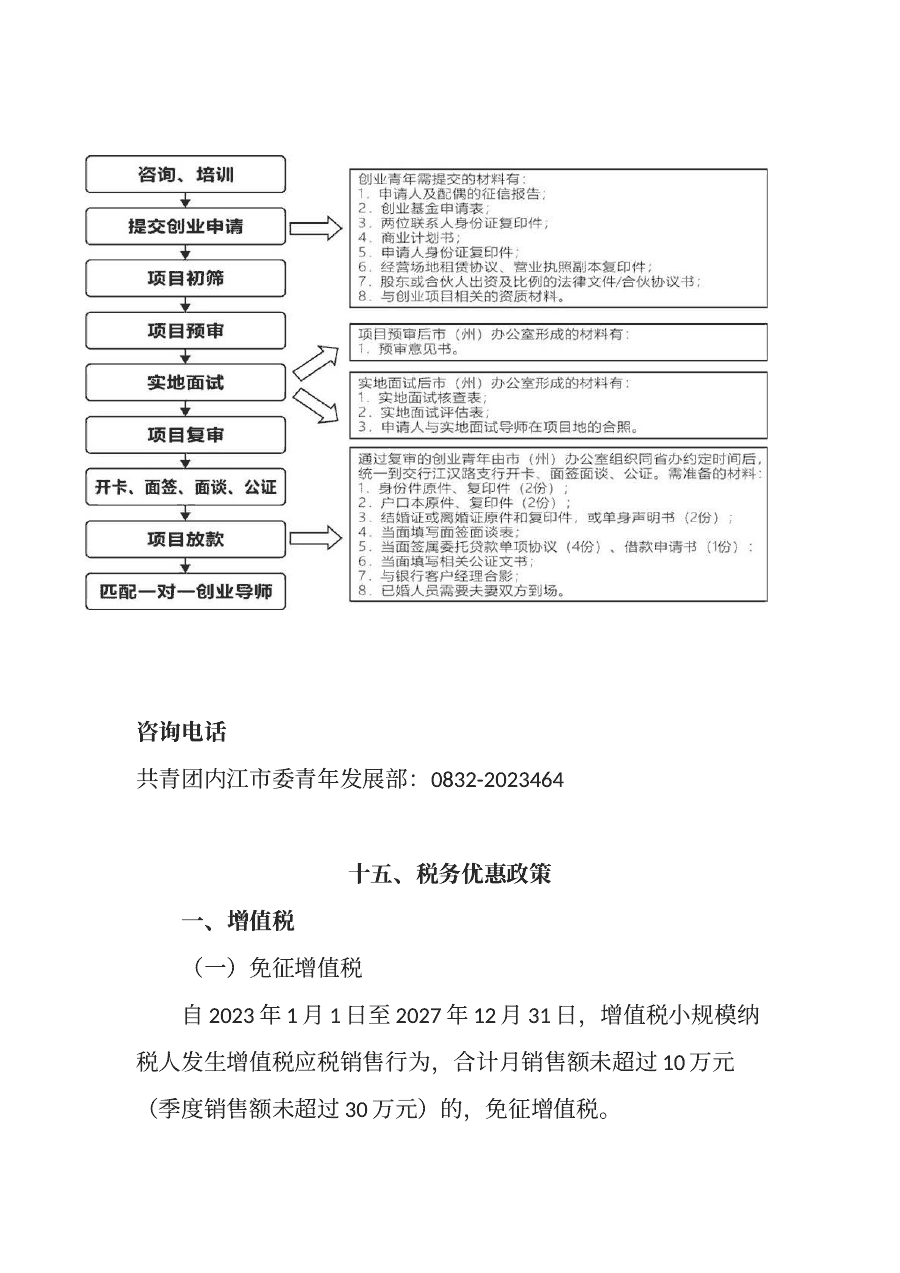 咨询、培训
提交创业申请
项目初筛
项目预审
实地面试
项目复审
开卡、面签、面谈、公证
项目放款
匹配一对一创业导师
创业青年需提交的材料有：
1．申请人及配偶的征信报告；
2．创业基金申请表；
3．两位联系人身份证复印件；
4．商业计划书；
5．申请人身份证复印件；
6．经营场地租赁协议、营业执照副本复印件；
7．股东或合伙人出资及比例的法律文件/合伙协议书；
8．与创业项目相关的资质材料。
项目预审后市（州）办公室形成的材料有：
1．预审意见书。
实地面试后市（州）办公室形成的材料有：
1．实地面试核查表；
2．实地面试评估表；
3．申请人与实地面试导师在项目地的合照。
通过复审的创业青年由市（州）办公室组织同省办约定时间后，
统一到交行江汉路支行开卡、面签面谈、公证。需准备的材料：
1．身份件原件、复印件（2份）；
2．户口本原件、复印件（2份）；
3．结婚证或离婚证原件和复印件，或单身声明书（2份）；
4．当面填写面签面谈表；
5．当面签属委托贷款单项协议（4份）、借款申请书（1份）：
6．当面填写相关公证文书；
7．与银行客户经理合影；
8．已婚人员需要夫妻双方到场。
咨询电话
共青团内江市委青年发展部：0832-2023464
十五、税务优惠政策
一、增值税
（一）免征增值税
自 2023 年 1 月 1 日至 2027 年 12 月 31 日，增值税小规模纳
税人发生增值税应税销售行为，合计月销售额未超过 10 万元
（季度销售额未超过 30 万元）的，免征增值税。